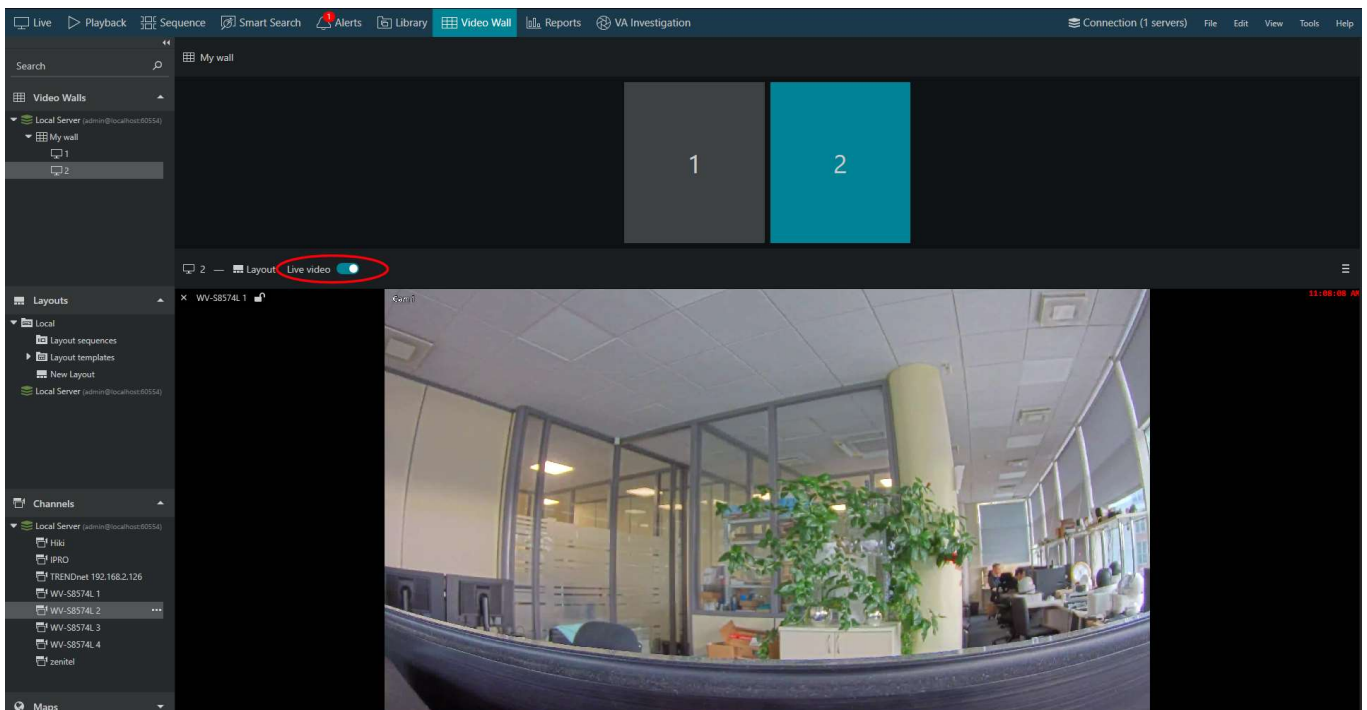 Live Playback Sequence Smart Search 1 Alerts Library Video Wall Reports VA Investigation Connection (1 servers) File Edit View Tools Help
Search
My wall
Video Walls
Local Server (admin@localhost:60554)
My wall
1
2
1 2
2 — Layout Live video
Layouts
Local
Layout sequences
Layout templates
New Layout
Local Server (admin@localhost:60554)
WV-S8574L 1
11:08:08 AM
Channels
Local Server (admin@localhost:60554)
Hiki
IPRO
TRENDnet 192.168.2.126
WV-S8574L 1
WV-S8574L 2
WV-S8574L 3
WV-S8574L 4
zenitel
Maps